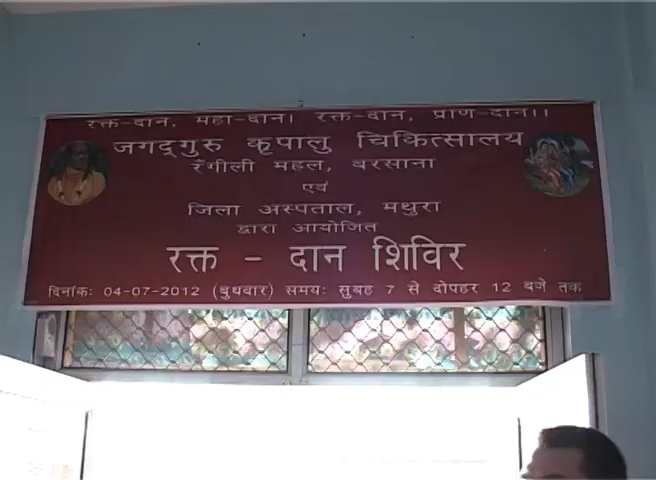 रक्त-दान, महा-दान। रक्त-दान, प्राण-दान।।
जगद्गुरु कृपालु चिकित्सालय
रँगीली महल, बरसाना
एवं
जिला अस्पताल, मथुरा
द्वारा आयोजित
रक्त - दान शिविर
दिनांक: 04-07-2012 (बुधवार) समय: सुबह 7 से दोपहर 12 बजे तक